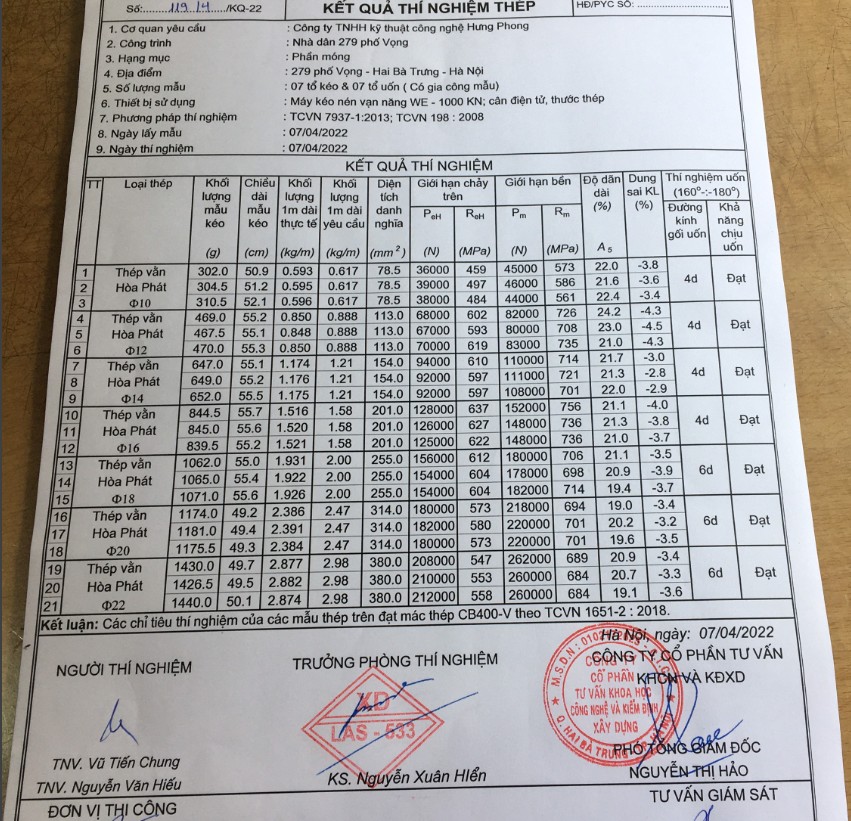 Số:......119/4..../KQ-22
KẾT QUẢ THÍ NGHIỆM THÉP
HĐ/PYC SỐ: ...............................
1. Cơ quan yêu cầu : Công ty TNHH kỹ thuật công nghệ Hưng Phong
2. Công trình : Nhà dân 279 phố Vọng
3. Hạng mục : Phần móng
4. Địa điểm : 279 phố Vọng - Hai Bà Trưng - Hà Nội
5. Số lượng mẫu : 07 tổ kéo & 07 tổ uốn ( Có gia công mẫu)
6. Thiết bị sử dụng : Máy kéo nén vạn năng WE - 1000 KN; cân điện tử, thước thép
7. Phương pháp thí nghiệm : TCVN 7937-1:2013; TCVN 198 : 2008
8. Ngày lấy mẫu : 07/04/2022
9. Ngày thí nghiệm : 07/04/2022
KẾT QUẢ THÍ NGHIỆM
TT Loại thép Khối lượng mẫu kéo (g) Chiều dài mẫu kéo (cm) Khối lượng 1m dài thực tế (kg/m) Khối lượng 1m dài yêu cầu (kg/m) Diện tích danh nghĩa (mm²) Giới hạn chảy trên PeH (N) ReH (MPa) Giới hạn bền Pm (N) Rm (MPa) Độ dãn dài (%) A5 Dung sai KL (%) Thí nghiệm uốn (160º-:-180º) Đường kính gối uốn Khả năng chịu uốn
1 Thép vằn 302.0 50.9 0.593 0.617 78.5 36000 459 45000 573 22.0 -3.8
2 Hòa Phát 304.5 51.2 0.595 0.617 78.5 39000 497 46000 586 21.6 -3.6 4d Đạt
3 Φ10 310.5 52.1 0.596 0.617 78.5 38000 484 44000 561 22.4 -3.4
4 Thép vằn 469.0 55.2 0.850 0.888 113.0 68000 602 82000 726 24.2 -4.3
5 Hòa Phát 467.5 55.1 0.848 0.888 113.0 67000 593 80000 708 23.0 -4.5 4d Đạt
6 Φ12 470.0 55.3 0.850 0.888 113.0 70000 619 83000 735 21.0 -4.3
7 Thép vằn 647.0 55.1 1.174 1.21 154.0 94000 610 110000 714 21.7 -3.0
8 Hòa Phát 649.0 55.2 1.176 1.21 154.0 92000 597 111000 721 21.3 -2.8 4d Đạt
9 Φ14 652.0 55.5 1.175 1.21 154.0 92000 597 108000 701 22.0 -2.9
10 Thép vằn 844.5 55.7 1.516 1.58 201.0 128000 637 152000 756 21.1 -4.0
11 Hòa Phát 845.0 55.6 1.520 1.58 201.0 126000 627 148000 736 21.3 -3.8 4d Đạt
12 Φ16 839.5 55.2 1.521 1.58 201.0 125000 622 148000 736 21.0 -3.7
13 Thép vằn 1062.0 55.0 1.931 2.00 255.0 156000 612 180000 706 21.1 -3.5
14 Hòa Phát 1065.0 55.4 1.922 2.00 255.0 154000 604 178000 698 20.9 -3.9 6d Đạt
15 Φ18 1071.0 55.6 1.926 2.00 255.0 154000 604 182000 714 19.4 -3.7
16 Thép vằn 1174.0 49.2 2.386 2.47 314.0 180000 573 218000 694 19.0 -3.4
17 Hòa Phát 1181.0 49.4 2.391 2.47 314.0 182000 580 220000 701 20.2 -3.2 6d Đạt
18 Φ20 1175.5 49.3 2.384 2.47 314.0 180000 573 220000 701 19.6 -3.5
19 Thép vằn 1430.0 49.7 2.877 2.98 380.0 208000 547 262000 689 20.9 -3.4
20 Hòa Phát 1426.5 49.5 2.882 2.98 380.0 210000 553 260000 684 20.7 -3.3 6d Đạt
21 Φ22 1440.0 50.1 2.874 2.98 380.0 212000 558 260000 684 19.1 -3.6
Kết luận: Các chỉ tiêu thí nghiệm của các mẫu thép trên đạt mác thép CB400-V theo TCVN 1651-2 : 2018.
Hà Nội, ngày: 07/04/2022
NGƯỜI THÍ NGHIỆM
TRƯỞNG PHÒNG THÍ NGHIỆM
CÔNG TY CỔ PHẦN TƯ VẤN
KHCN VÀ KĐXD
CÔNG TY
CỔ PHẦN
TƯ VẤN KHOA HỌC
CÔNG NGHỆ VÀ KIỂM ĐỊNH
XÂY DỰNG
XD
LAS - 533
PHÓ TỔNG GIÁM ĐỐC
TNV. Vũ Tiến Chung
TNV. Nguyễn Văn Hiếu
KS. Nguyễn Xuân HIển
NGUYỄN THỊ HẢO
ĐƠN VỊ THI CÔNG
TƯ VẤN GIÁM SÁT